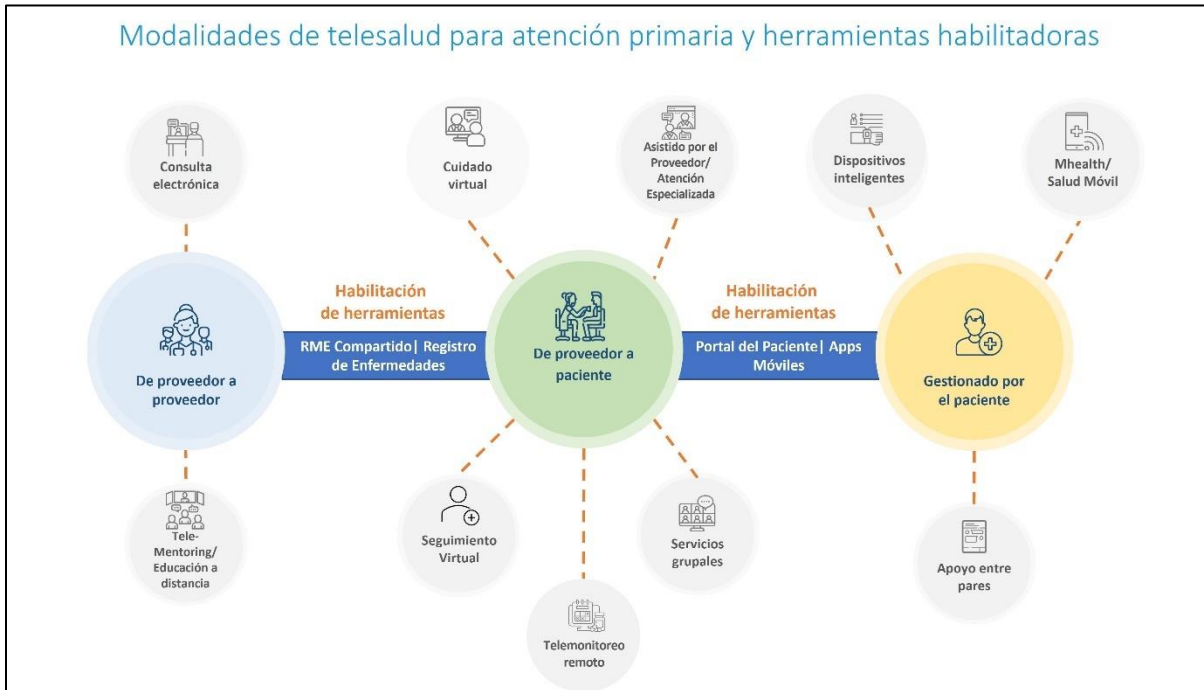 Modalidades de telesalud para atención primaria y herramientas habilitadoras
Consulta
electrónica
Cuidado
virtual
Asistido por el
Proveedor/
Atención
Especializada
Dispositivos
inteligentes
Mhealth/
Salud Móvil
De proveedor a
proveedor
Habilitación
de herramientas
RME Compartido| Registro
de Enfermedades
De proveedor a
paciente
Habilitación
de herramientas
Portal del Paciente| Apps
Móviles
Gestionado por
el paciente
Tele-
Mentoring/
Educación a
distancia
Seguimiento
Virtual
Telemonitoreo
remoto
Servicios
grupales
Apoyo entre
pares